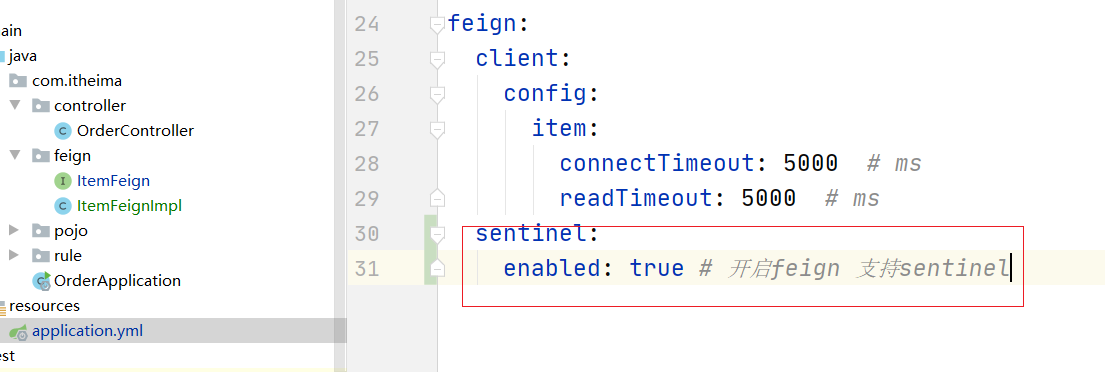 ain
java
com.itheima
controller
OrderController
feign
ItemFeign
ItemFeignImpl
pojo
rule
OrderApplication
resources
application.yml
est
24 feign:
25 client:
26 config:
27 item:
28 connectTimeout: 5000 # ms
29 readTimeout: 5000 # ms
30 sentinel:
31 enabled: true # 开启feign 支持sentinel